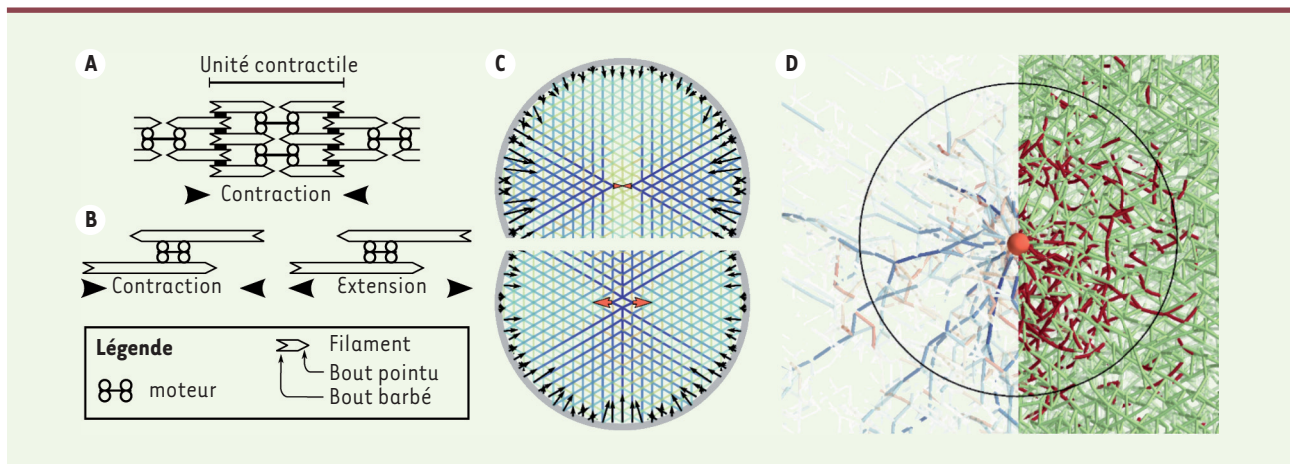 A
Unité contractile
Contraction
B
Contraction
Extension
Légende
moteur
Filament
Bout pointu
Bout barbé
C
D